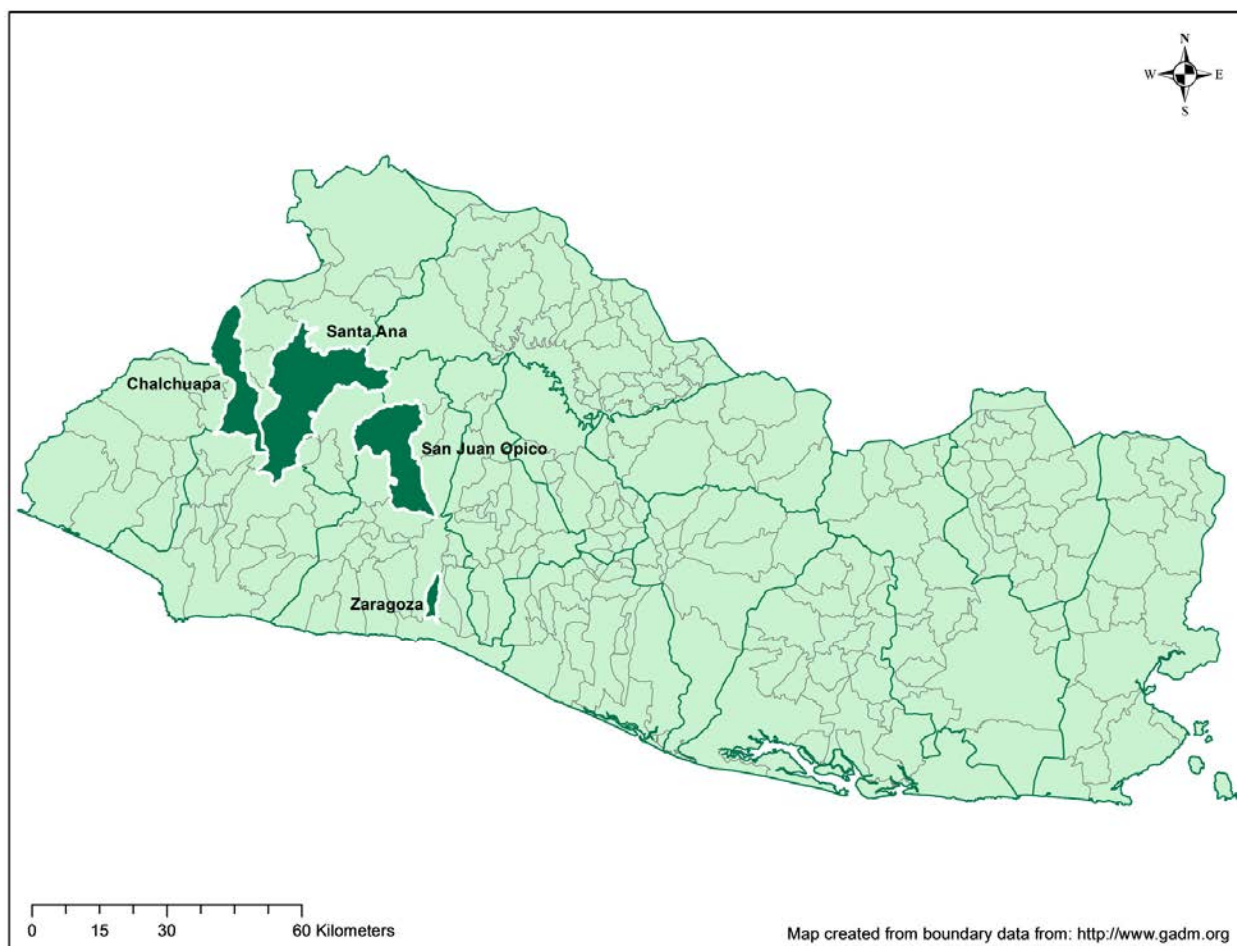 N
W E
S
Santa Ana
Chalchuapa
San Juan Opico
Zaragoza
0 15 30 60 Kilometers
Map created from boundary data from: http://www.gadm.org